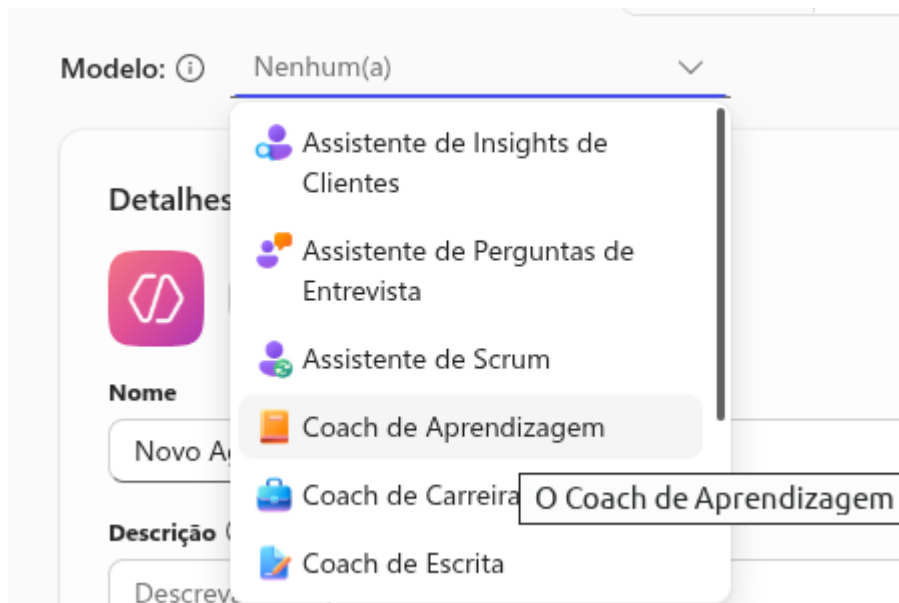 Modelo:
Nenhum(a)
Assistente de Insights de
Clientes
Detalhes
Assistente de Perguntas de
Entrevista
Assistente de Scrum
Nome
Coach de Aprendizagem
Novo
Coach de Carreira
O Coach de Aprendizagem
Descrição
Coach de Escrita